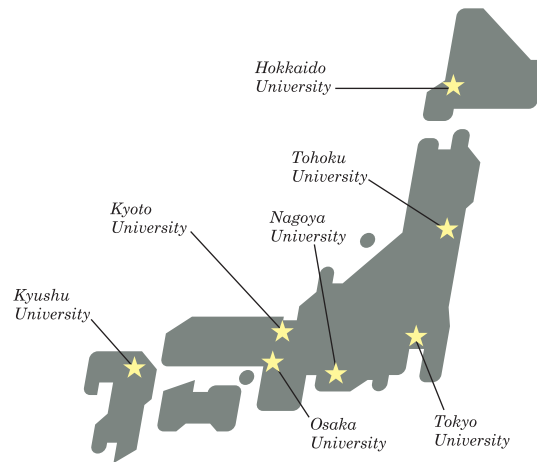 Hokkaido
University
Tohoku
University
Kyoto
University
Nagoya
University
Kyushu
University
Osaka
University
Tokyo
University